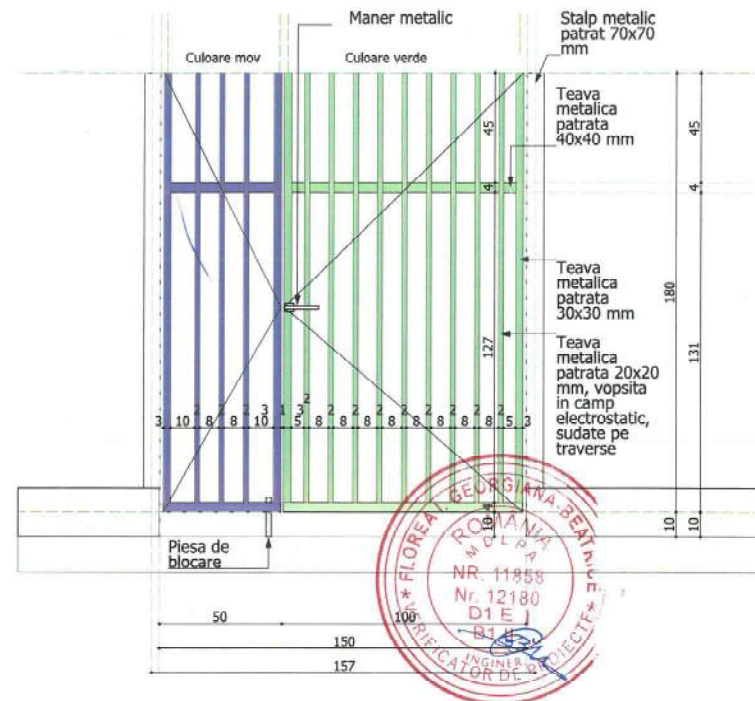 Maner metalic
Stalp metalic
patrat 70x70
mm
Culoare mov
Culoare verde
Teava
metalica
patrata
40x40 mm
45
4
45
4
Teava
metalica
patrata
30x30 mm
180
131
127
Teava
metalica
patrata 20x20
mm, vopsita
in camp
electrostatic,
sudate pe
traverse
3 10 2 8 2 8 2 10 3 1 5 3 2 8 2 8 2 8 2 8 2 8 2 8 2 8 2 5 3
10
4
10
10
Piesa de
blocare
50
100
150
157
* FLOREA I. GEORGIANA-BEATRICE *
VERIFICATOR DE PROIECTE
ROMÂNIA
MDLPA
NR. 11858
Nr. 12180
D1 E
B1
INGINER